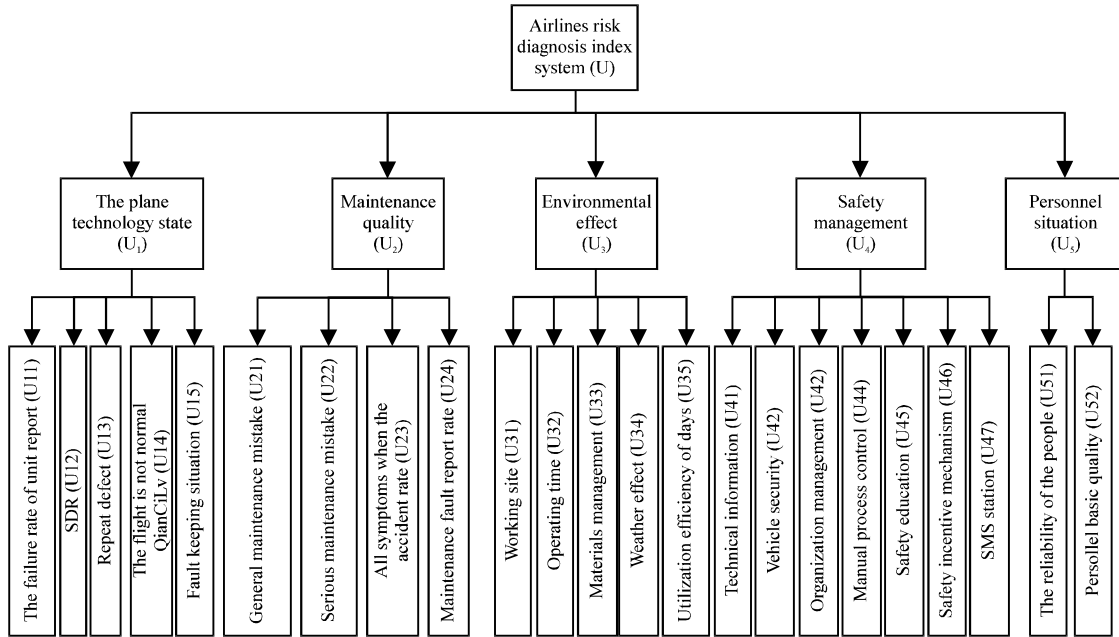 Airlines risk
diagnosis index
system (U)
The plane
technology state
(U₁)
Maintenance
quality
(U₂)
Environmental
effect
(U₃)
Safety
management
(U₄)
Personnel
situation
(U₅)
The failure rate of unit report (U11)
SDR (U12)
Repeat defect (U13)
The flight is not normal
QianCiLv (U14)
Fault keeping situation (U15)
General maintenance mistake (U21)
Serious maintenance mistake (U22)
All symptoms when the
accident rate (U23)
Maintenance fault report rate (U24)
Working site (U31)
Operating time (U32)
Materials management (U33)
Weather effect (U34)
Utilization efficiency of days (U35)
Technical information (U41)
Vehicle security (U42)
Organization management (U42)
Manual process control (U44)
Safety education (U45)
Safety incentive mechanism (U46)
SMS station (U47)
The reliability of the people (U51)
Persollel basic quality (U52)